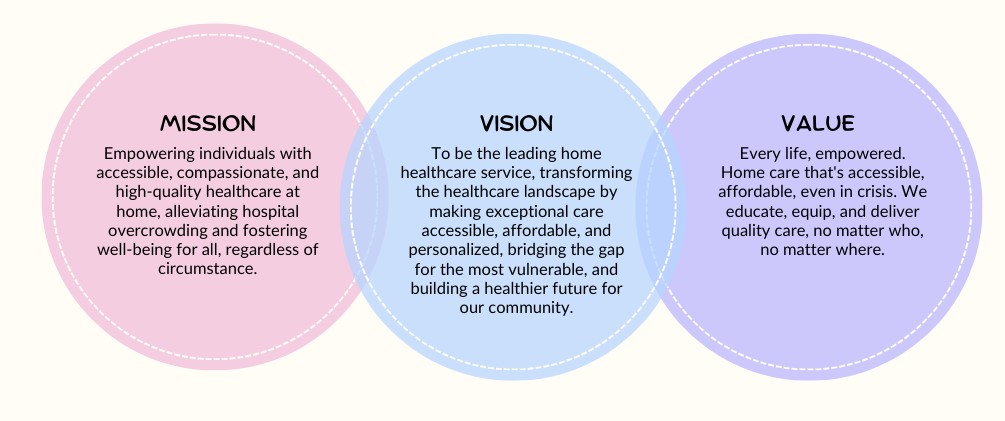 MISSION
Empowering individuals with
accessible, compassionate, and
high-quality healthcare at
home, alleviating hospital
overcrowding and fostering
well-being for all, regardless of
circumstance.
VISION
To be the leading home
healthcare service, transforming
the healthcare landscape by
making exceptional care
accessible, affordable, and
personalized, bridging the gap
for the most vulnerable, and
building a healthier future for
our community.
VALUE
Every life, empowered.
Home care that's accessible,
affordable, even in crisis. We
educate, equip, and deliver
quality care, no matter who,
no matter where.